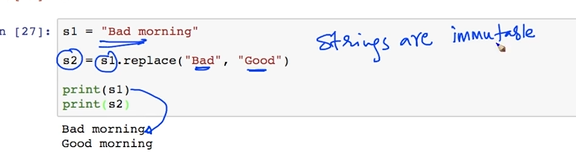 n [27]: s1 = "Bad morning"
Strings are immutable
s2 = s1.replace("Bad", "Good")
print(s1)
print(s2)
Bad morning
Good morning